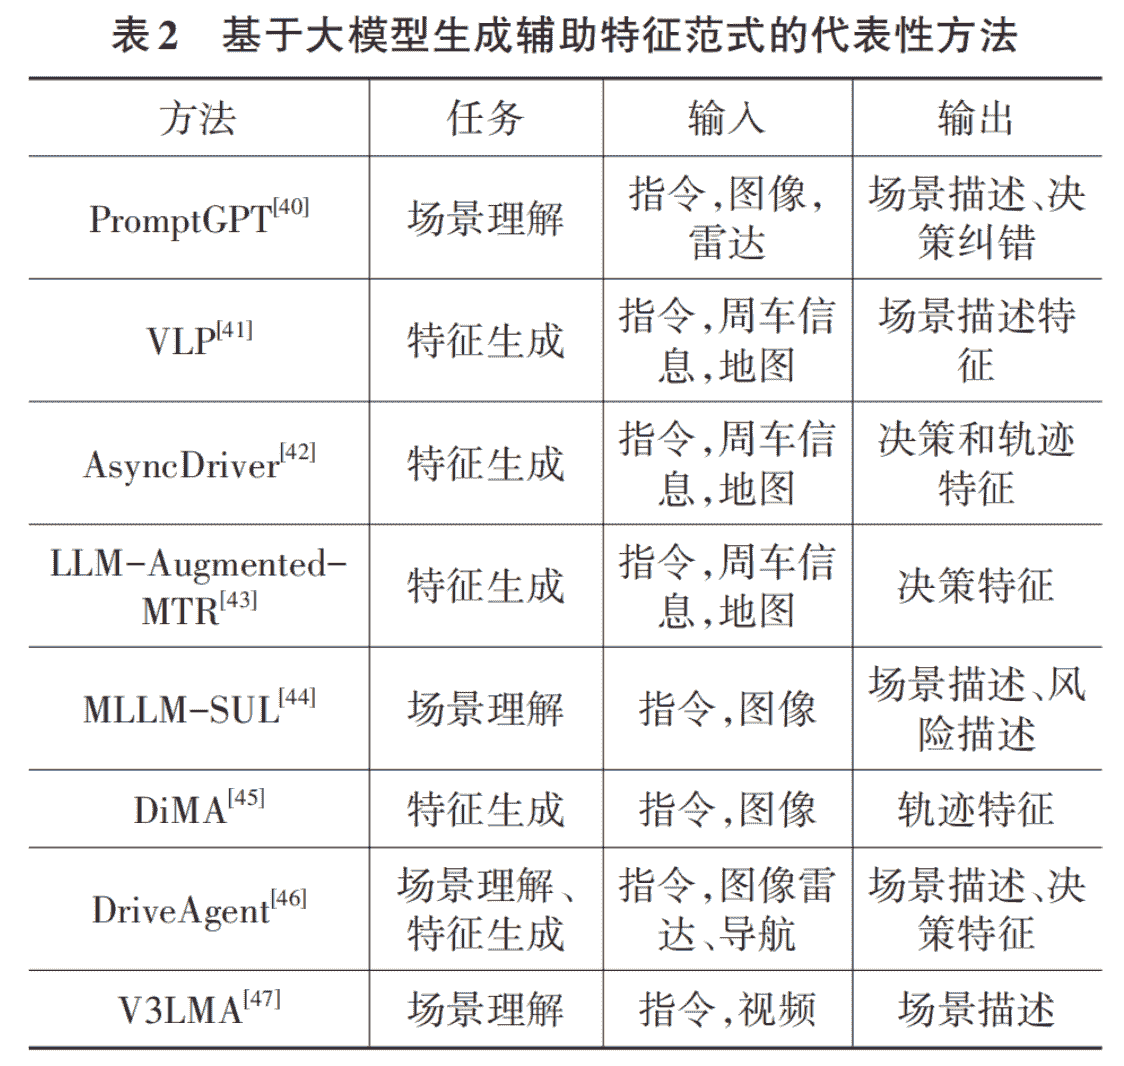 表2 基于大模型生成辅助特征范式的代表性方法
方法 任务 输入 输出
PromptGPT[40] 场景理解 指令,图像,雷达 场景描述、决策纠错
VLP[41] 特征生成 指令,周车信息,地图 场景描述特征
AsyncDriver[42] 特征生成 指令,周车信息,地图 决策和轨迹特征
LLM-Augmented-MTR[43] 特征生成 指令,周车信息,地图 决策特征
MLLM-SUL[44] 场景理解 指令,图像 场景描述、风险描述
DiMA[45] 特征生成 指令,图像 轨迹特征
DriveAgent[46] 场景理解、特征生成 指令,图像雷达、导航 场景描述、决策特征
V3LMA[47] 场景理解 指令,视频 场景描述